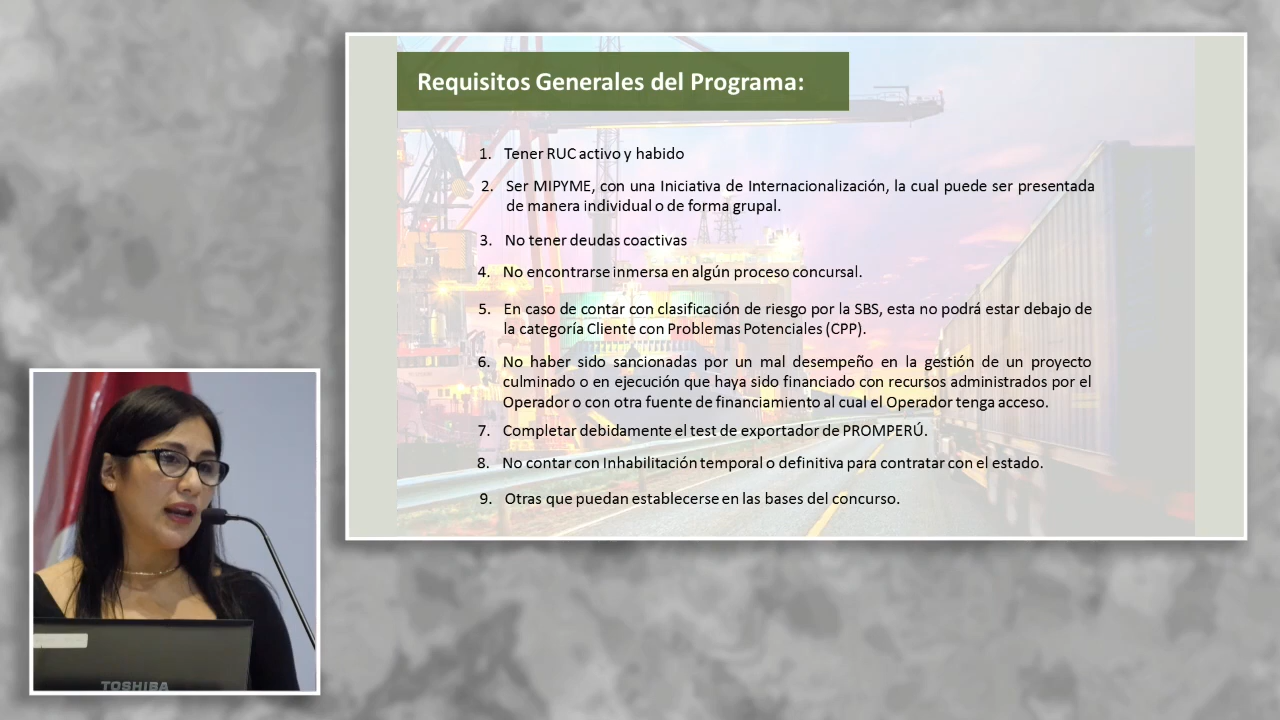 Requisitos Generales del Programa:
1. Tener RUC activo y habido
2. Ser MIPYME, con una Iniciativa de Internacionalización, la cual puede ser presentada
de manera individual o de forma grupal.
3. No tener deudas coactivas
4. No encontrarse inmersa en algún proceso concursal.
5. En caso de contar con clasificación de riesgo por la SBS, esta no podrá estar debajo de
la categoría Cliente con Problemas Potenciales (CPP).
6. No haber sido sancionadas por un mal desempeño en la gestión de un proyecto
culminado o en ejecución que haya sido financiado con recursos administrados por el
Operador o con otra fuente de financiamiento al cual el Operador tenga acceso.
7. Completar debidamente el test de exportador de PROMPERÚ.
8. No contar con Inhabilitación temporal o definitiva para contratar con el estado.
9. Otras que puedan establecerse en las bases del concurso.
TOSHIBA